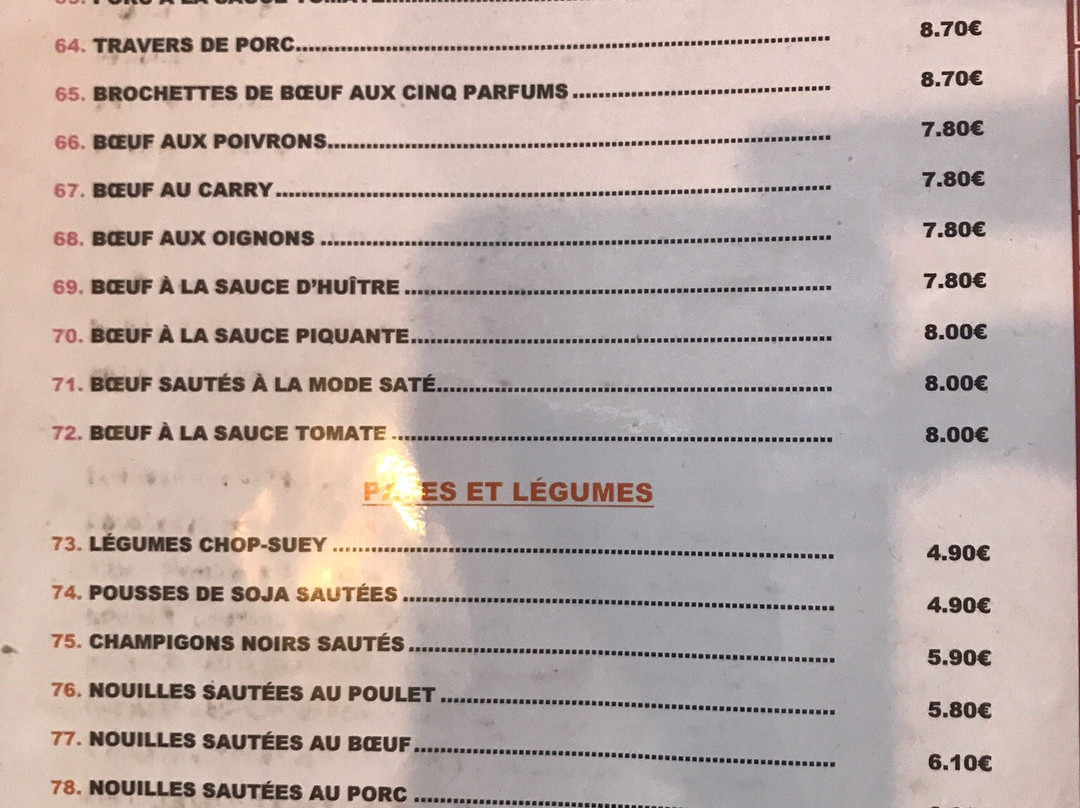 64. TRAVERS DE PORC.......... 8.70€
65. BROCHETTES DE BŒUF AUX CINQ PARFUMS.......... 8.70€
66. BŒUF AUX POIVRONS.......... 7.80€
67. BŒUF AU CARRY.......... 7.80€
68. BŒUF AUX OIGNONS.......... 7.80€
69. BŒUF À LA SAUCE D'HUÎTRE.......... 7.80€
70. BŒUF À LA SAUCE PIQUANTE.......... 8.00€
71. BŒUF SAUTÉS À LA MODE SATÉ.......... 8.00€
72. BŒUF À LA SAUCE TOMATE.......... 8.00€
ET LÉGUMES
73. LÉGUMES CHOP-SUEY.......... 4.90€
74. POUSSES DE SOJA SAUTÉES.......... 4.90€
75. CHAMPIGONS NOIRS SAUTÉS.......... 5.90€
76. NOUILLES SAUTÉES AU POULET.......... 5.80€
77. NOUILLES SAUTÉES AU BŒUF.......... 6.10€
78. NOUILLES SAUTÉES AU PORC..........